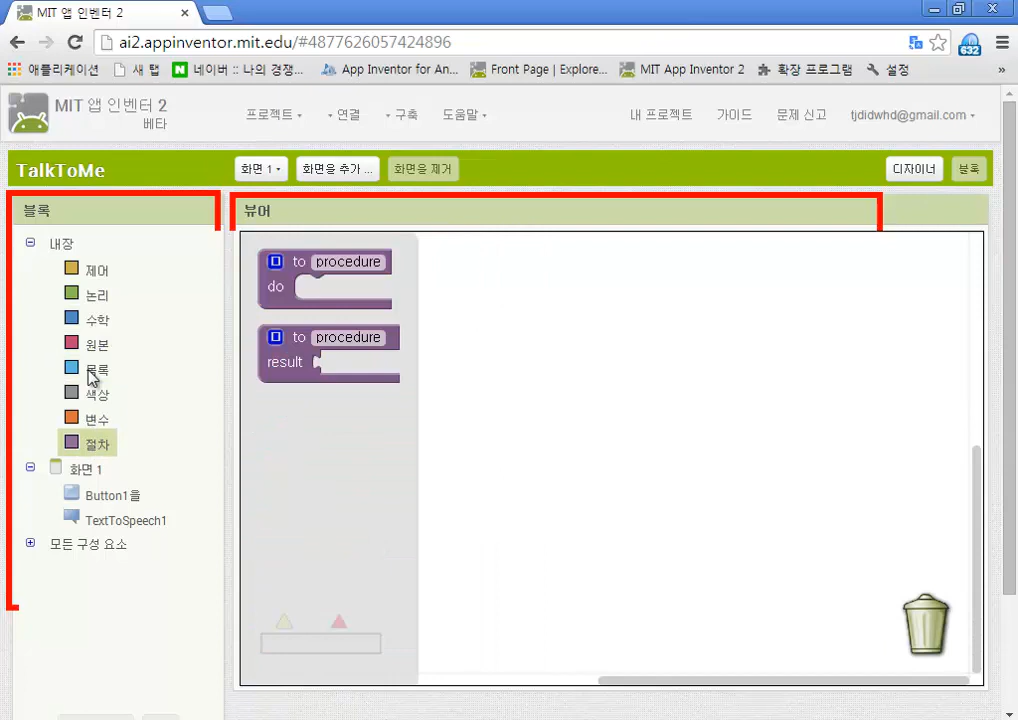 MIT 앱 인벤터 2
ai2.appinventor.mit.edu/#4877626057424896
632
애플리케이션 새 탭 네이버 :: 나의 경쟁... App Inventor for An... Front Page | Explore... MIT App Inventor 2 확장 프로그램 설정 »
MIT 앱 인벤터 2
베타
프로젝트 연결 구축 도움말 내 프로젝트 가이드 문제 신고 tjdidwhd@gmail.com
TalkToMe 화면 1 화면을 추가 ... 화면을 제거 디자이너 블록
블록
뷰어
내장
제어
논리
수학
원본
목록
색상
변수
절차
화면 1
Button1을
TextToSpeech1
모든 구성 요소
to procedure
do
to procedure
result